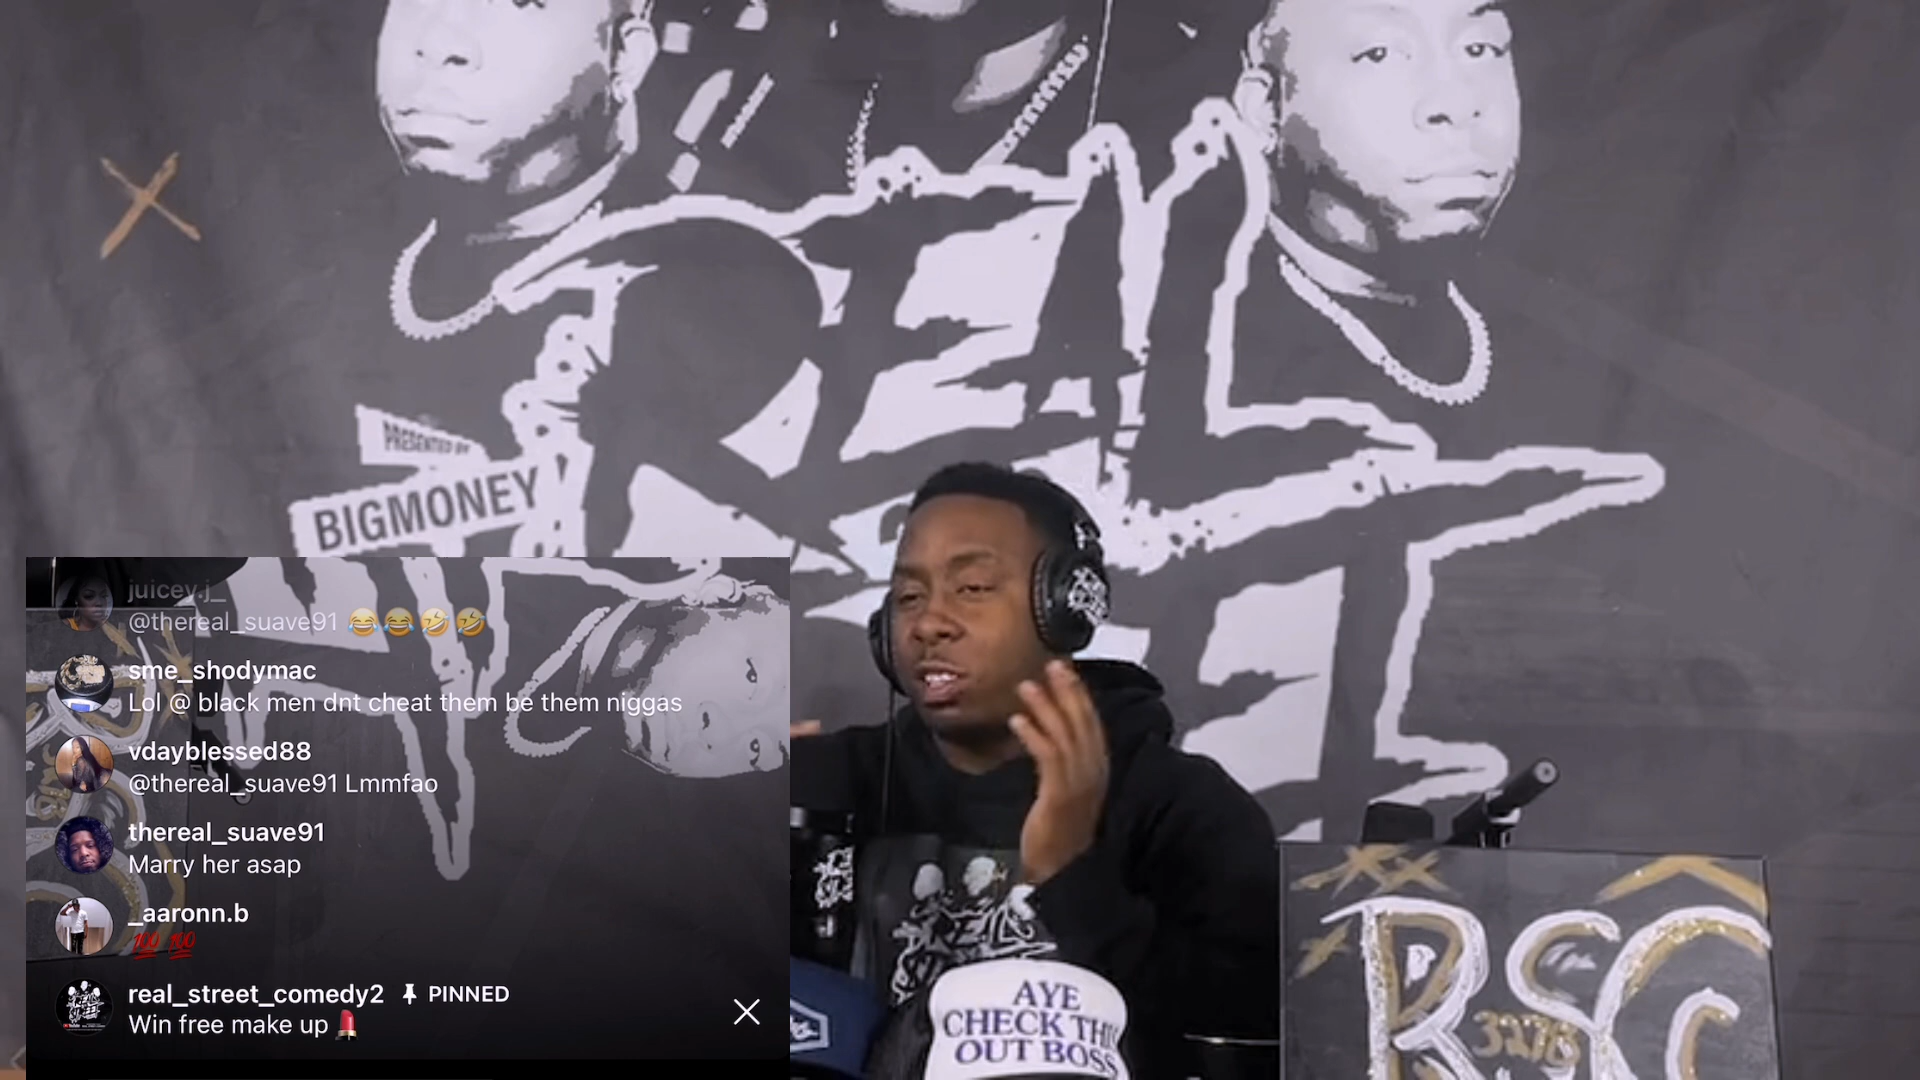 PRESENTED BY
BIGMONEY
REAL
juicey.j_
@thereal_suave91 😂😂🤣🤣
sme_shodymac
Lol @ black men dnt cheat them be them niggas
vdayblessed88
@thereal_suave91 Lmmfao
thereal_suave91
Marry her asap
_aaronn.b
💯 💯
real_street_comedy2 📌 PINNED
Win free make up 💄
AYE
CHECK THIS
OUT BOSS
RSC